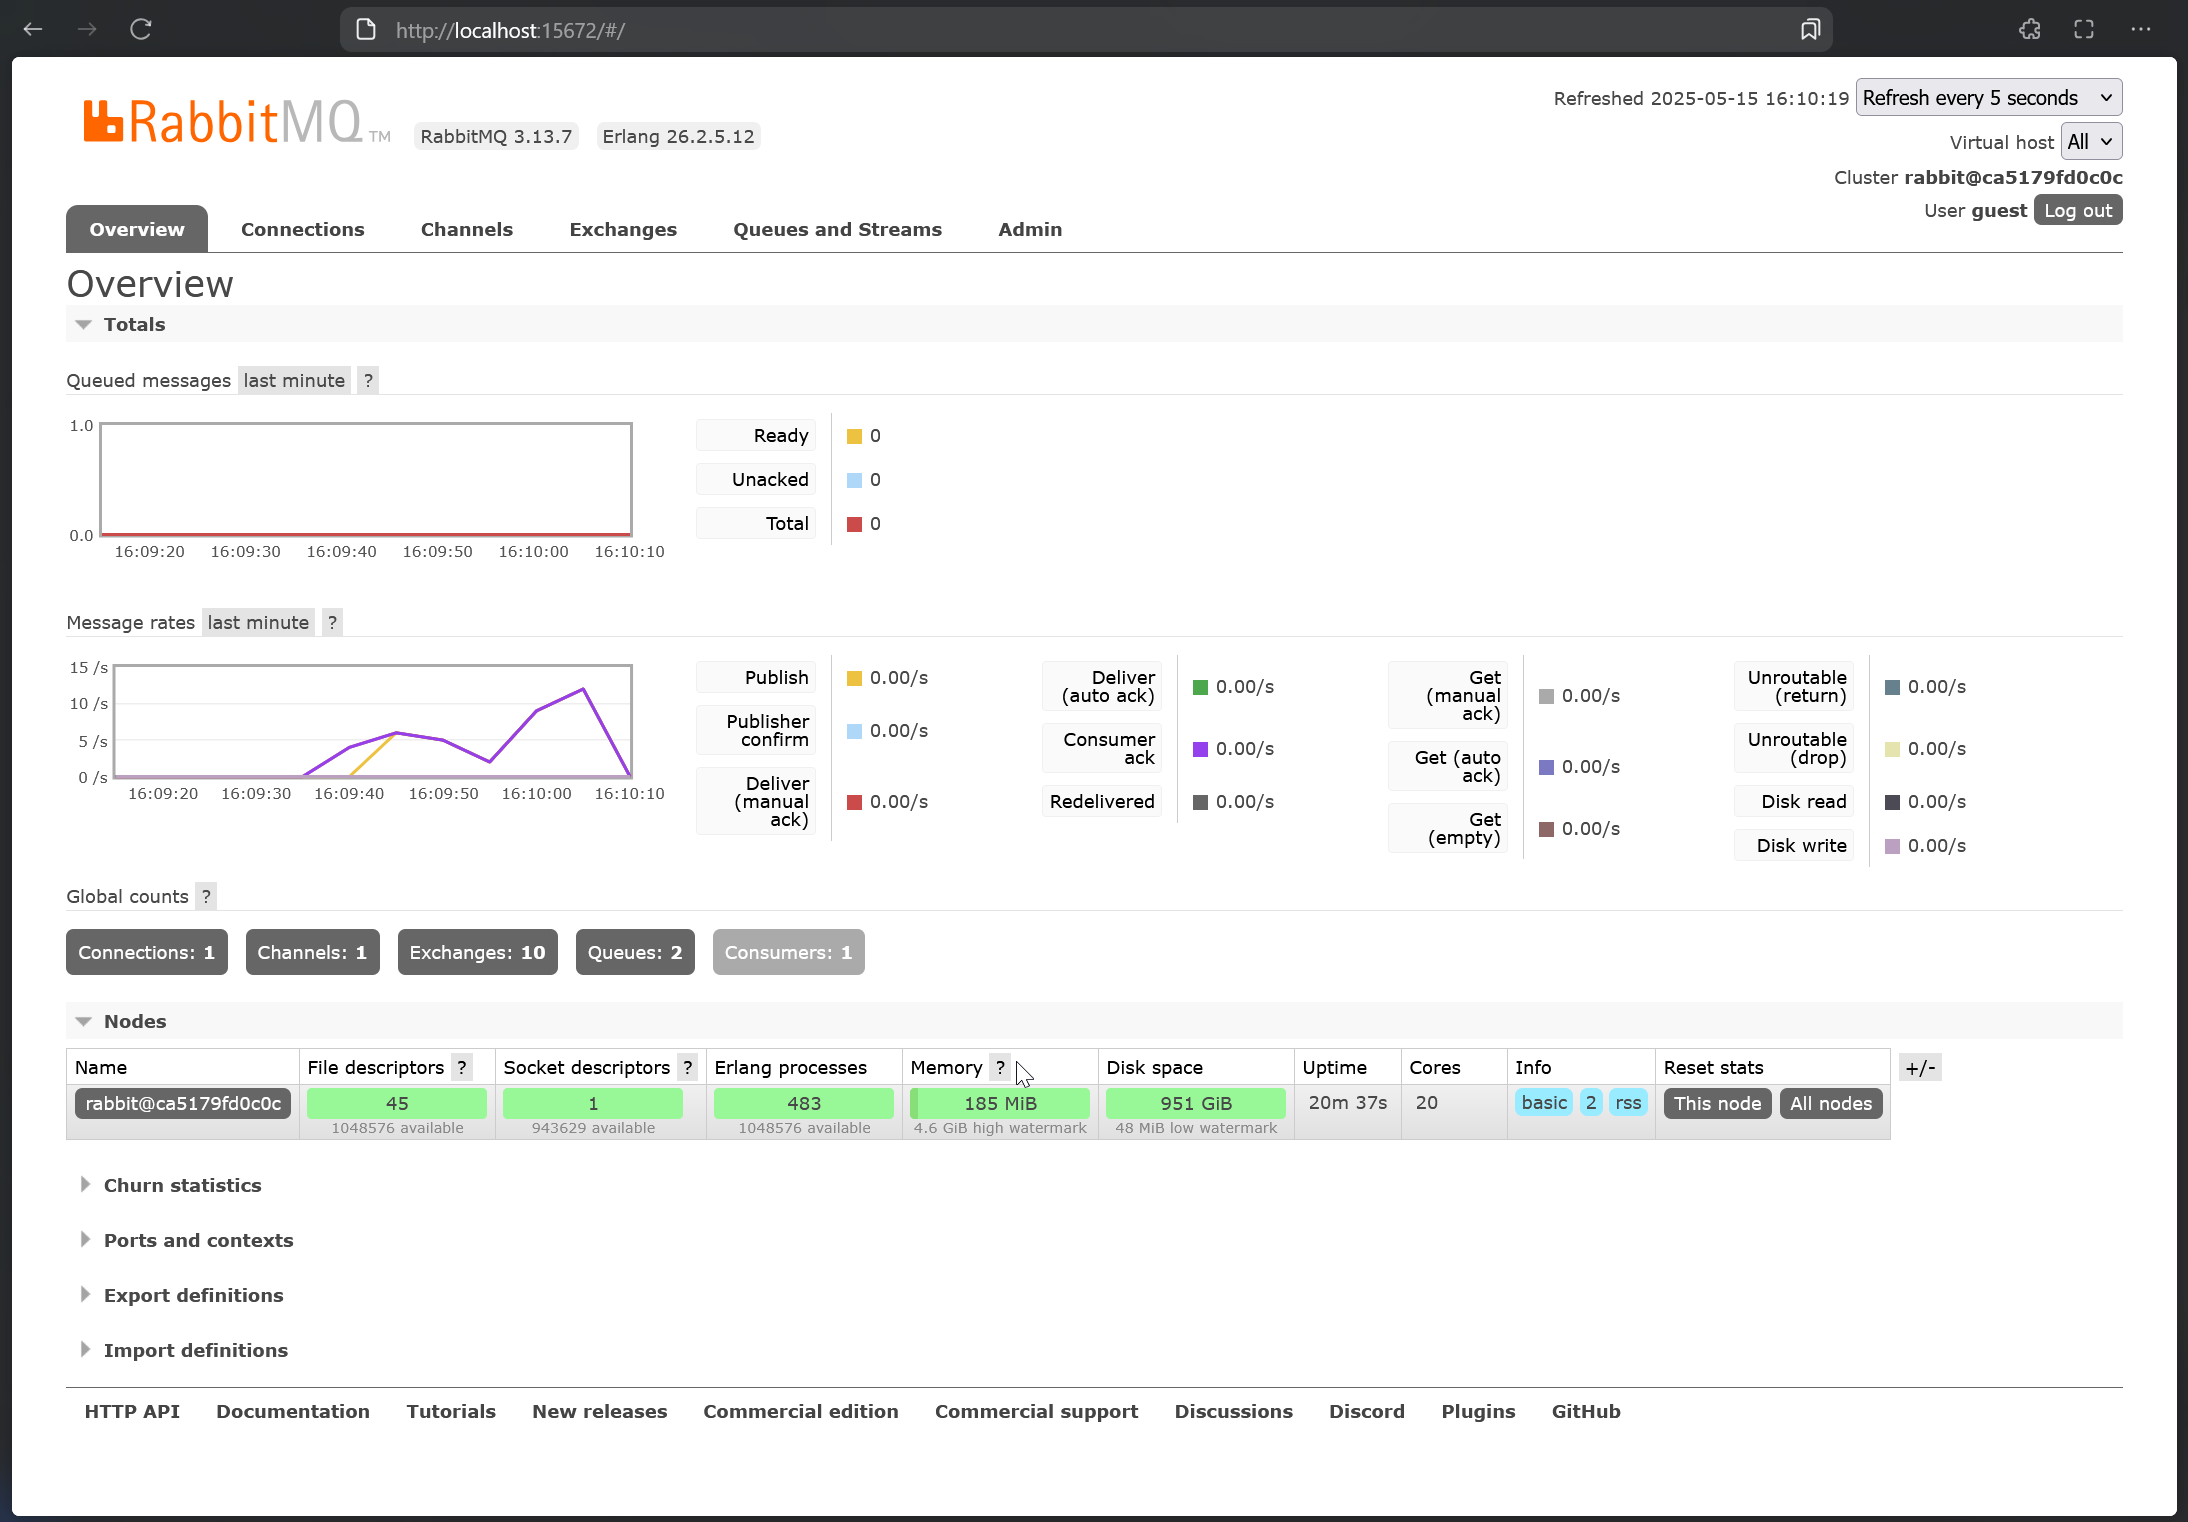 http://localhost:15672/#/
RabbitMQ TM
RabbitMQ 3.13.7 Erlang 26.2.5.12
Refreshed 2025-05-15 16:10:19 Refresh every 5 seconds
Virtual host All
Cluster rabbit@ca5179fd0c0c
User guest Log out
Overview Connections Channels Exchanges Queues and Streams Admin
Overview
Totals
Queued messages last minute ?
1.0
0.0
16:09:20 16:09:30 16:09:40 16:09:50 16:10:00 16:10:10
Ready 0
Unacked 0
Total 0
Message rates last minute ?
15 /s
10 /s
5 /s
0 /s
16:09:20 16:09:30 16:09:40 16:09:50 16:10:00 16:10:10
Publish 0.00/s
Publisher
confirm 0.00/s
Deliver
(manual
ack) 0.00/s
Deliver
(auto ack) 0.00/s
Consumer
ack 0.00/s
Redelivered 0.00/s
Get
(manual
ack) 0.00/s
Get (auto
ack) 0.00/s
Get
(empty) 0.00/s
Unroutable
(return) 0.00/s
Unroutable
(drop) 0.00/s
Disk read 0.00/s
Disk write 0.00/s
Global counts ?
Connections: 1 Channels: 1 Exchanges: 10 Queues: 2 Consumers: 1
Nodes
Name File descriptors ? Socket descriptors ? Erlang processes Memory ? Disk space Uptime Cores Info Reset stats +/-
rabbit@ca5179fd0c0c 45 1 483 185 MiB 951 GiB 20m 37s 20 basic 2 rss This node All nodes
1048576 available 943629 available 1048576 available 4.6 GiB high watermark 48 MiB low watermark
Churn statistics
Ports and contexts
Export definitions
Import definitions
HTTP API Documentation Tutorials New releases Commercial edition Commercial support Discussions Discord Plugins GitHub